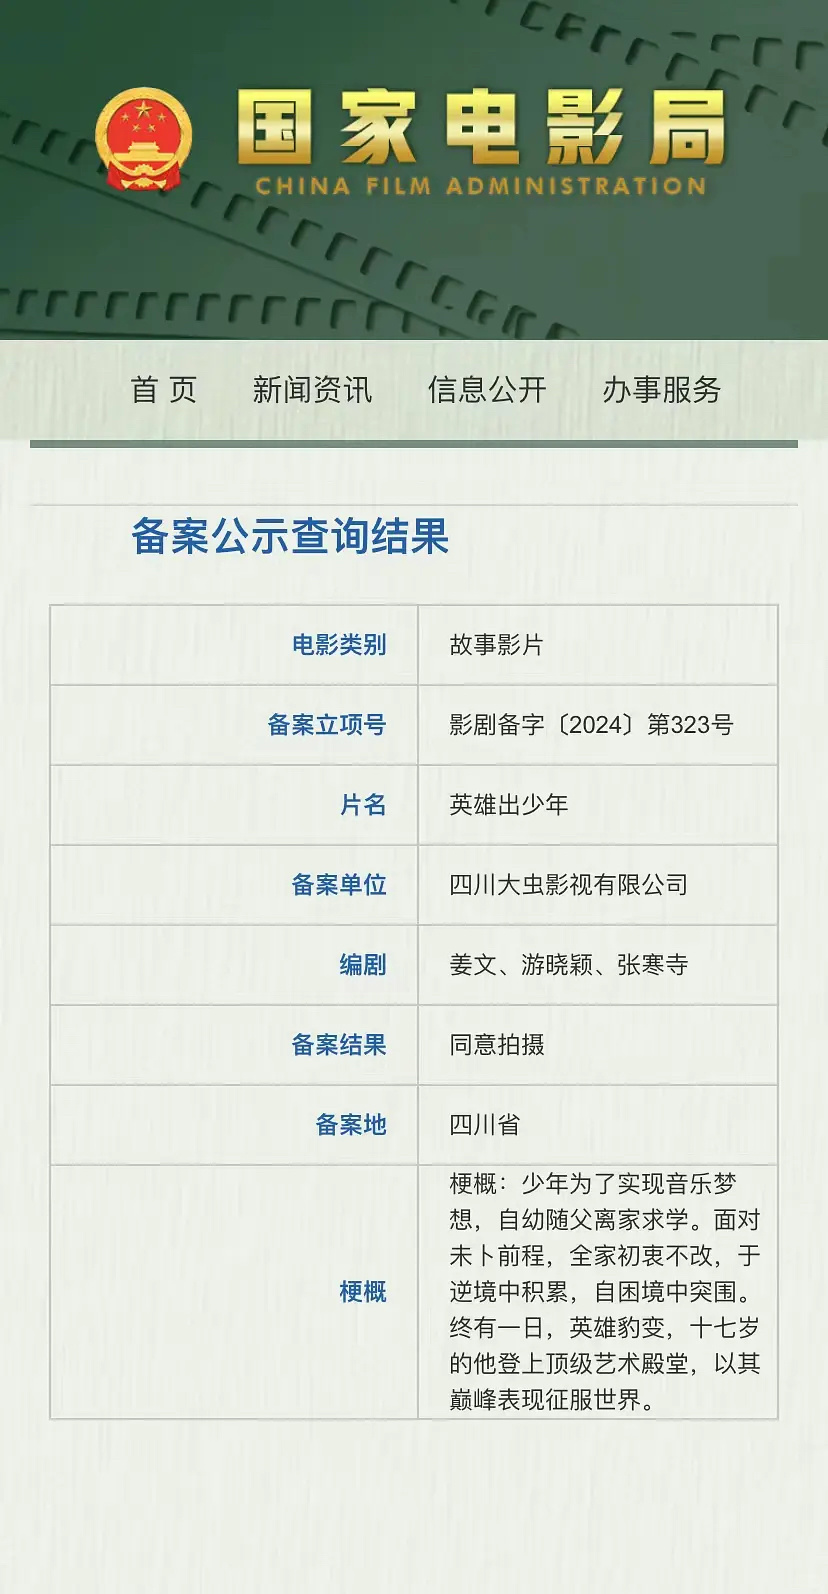 国家电影局
CHINA FILM ADMINISTRATION
首 页 新闻资讯 信息公开 办事服务
备案公示查询结果
电影类别 故事影片
备案立项号 影剧备字〔2024〕第323号
片名 英雄出少年
备案单位 四川大虫影视有限公司
编剧 姜文、游晓颖、张寒寺
备案结果 同意拍摄
备案地 四川省
梗概
梗概：少年为了实现音乐梦
想，自幼随父离家求学。面对
未卜前程，全家初衷不改，于
逆境中积累，自困境中突围。
终有一日，英雄豹变，十七岁
的他登上顶级艺术殿堂，以其
巅峰表现征服世界。